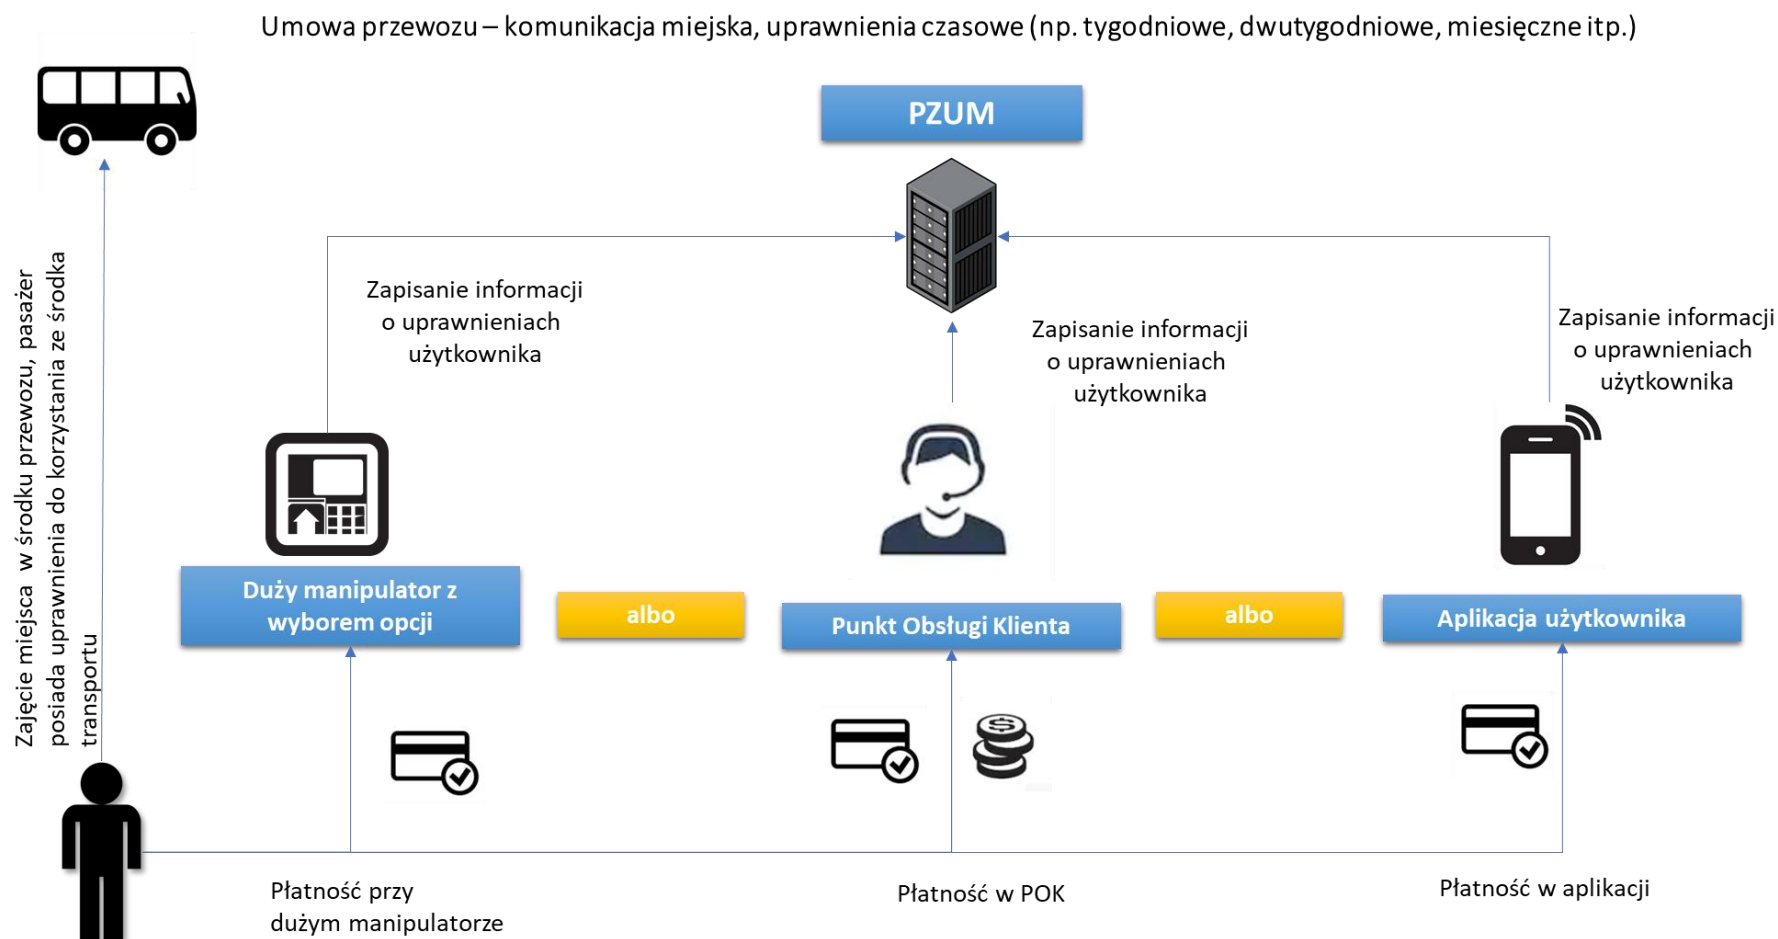 Umowa przewozu – komunikacja miejska, uprawnienia czasowe (np. tygodniowe, dwutygodniowe, miesięczne itp.)
PZUM
Zajęcie miejsca w środku przewozu, pasażer
posiada uprawnienia do korzystania ze środka
transportu
Zapisanie informacji
o uprawnieniach
użytkownika
Zapisanie informacji
o uprawnieniach
użytkownika
Zapisanie informacji
o uprawnieniach
użytkownika
Duży manipulator z
wyborem opcji
albo
Punkt Obsługi Klienta
albo
Aplikacja użytkownika
$
Płatność przy
dużym manipulatorze
Płatność w POK
Płatność w aplikacji